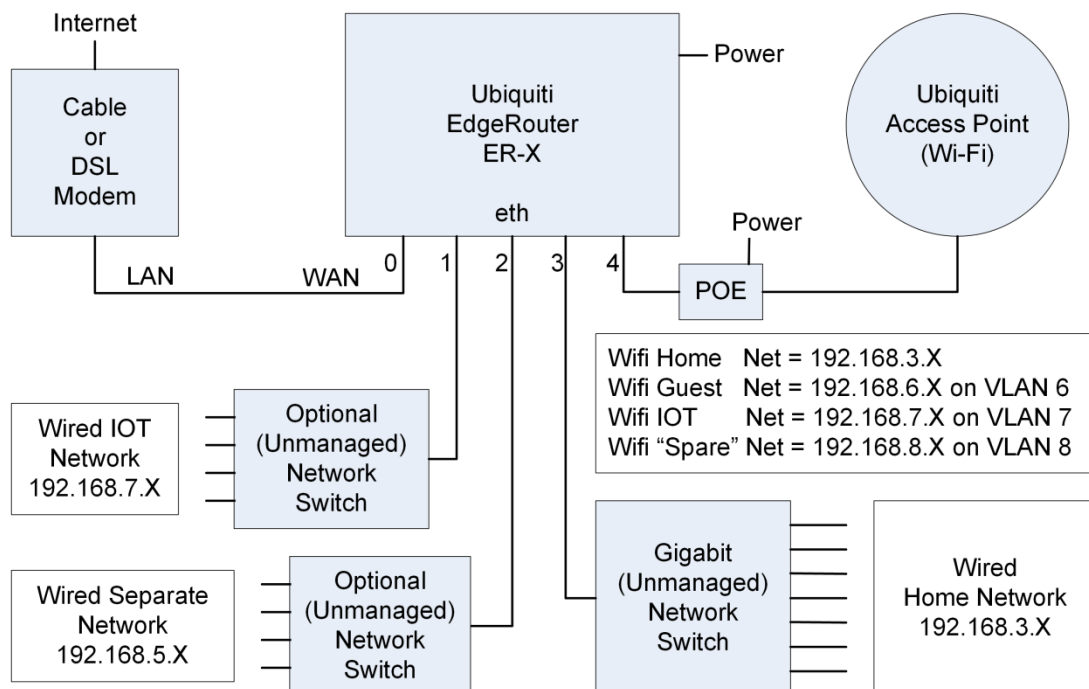 Internet
Cable
or
DSL
Modem
Ubiquiti
EdgeRouter
ER-X
eth
Power
Ubiquiti
Access Point
(Wi-Fi)
Power
0
1
2
3
4
LAN
WAN
POE
Wifi Home Net = 192.168.3.X
Wifi Guest Net = 192.168.6.X on VLAN 6
Wifi IOT Net = 192.168.7.X on VLAN 7
Wifi “Spare” Net = 192.168.8.X on VLAN 8
Wired IOT
Network
192.168.7.X
Optional
(Unmanaged)
Network
Switch
Wired Separate
Network
192.168.5.X
Optional
(Unmanaged)
Network
Switch
Gigabit
(Unmanaged)
Network
Switch
Wired
Home Network
192.168.3.X